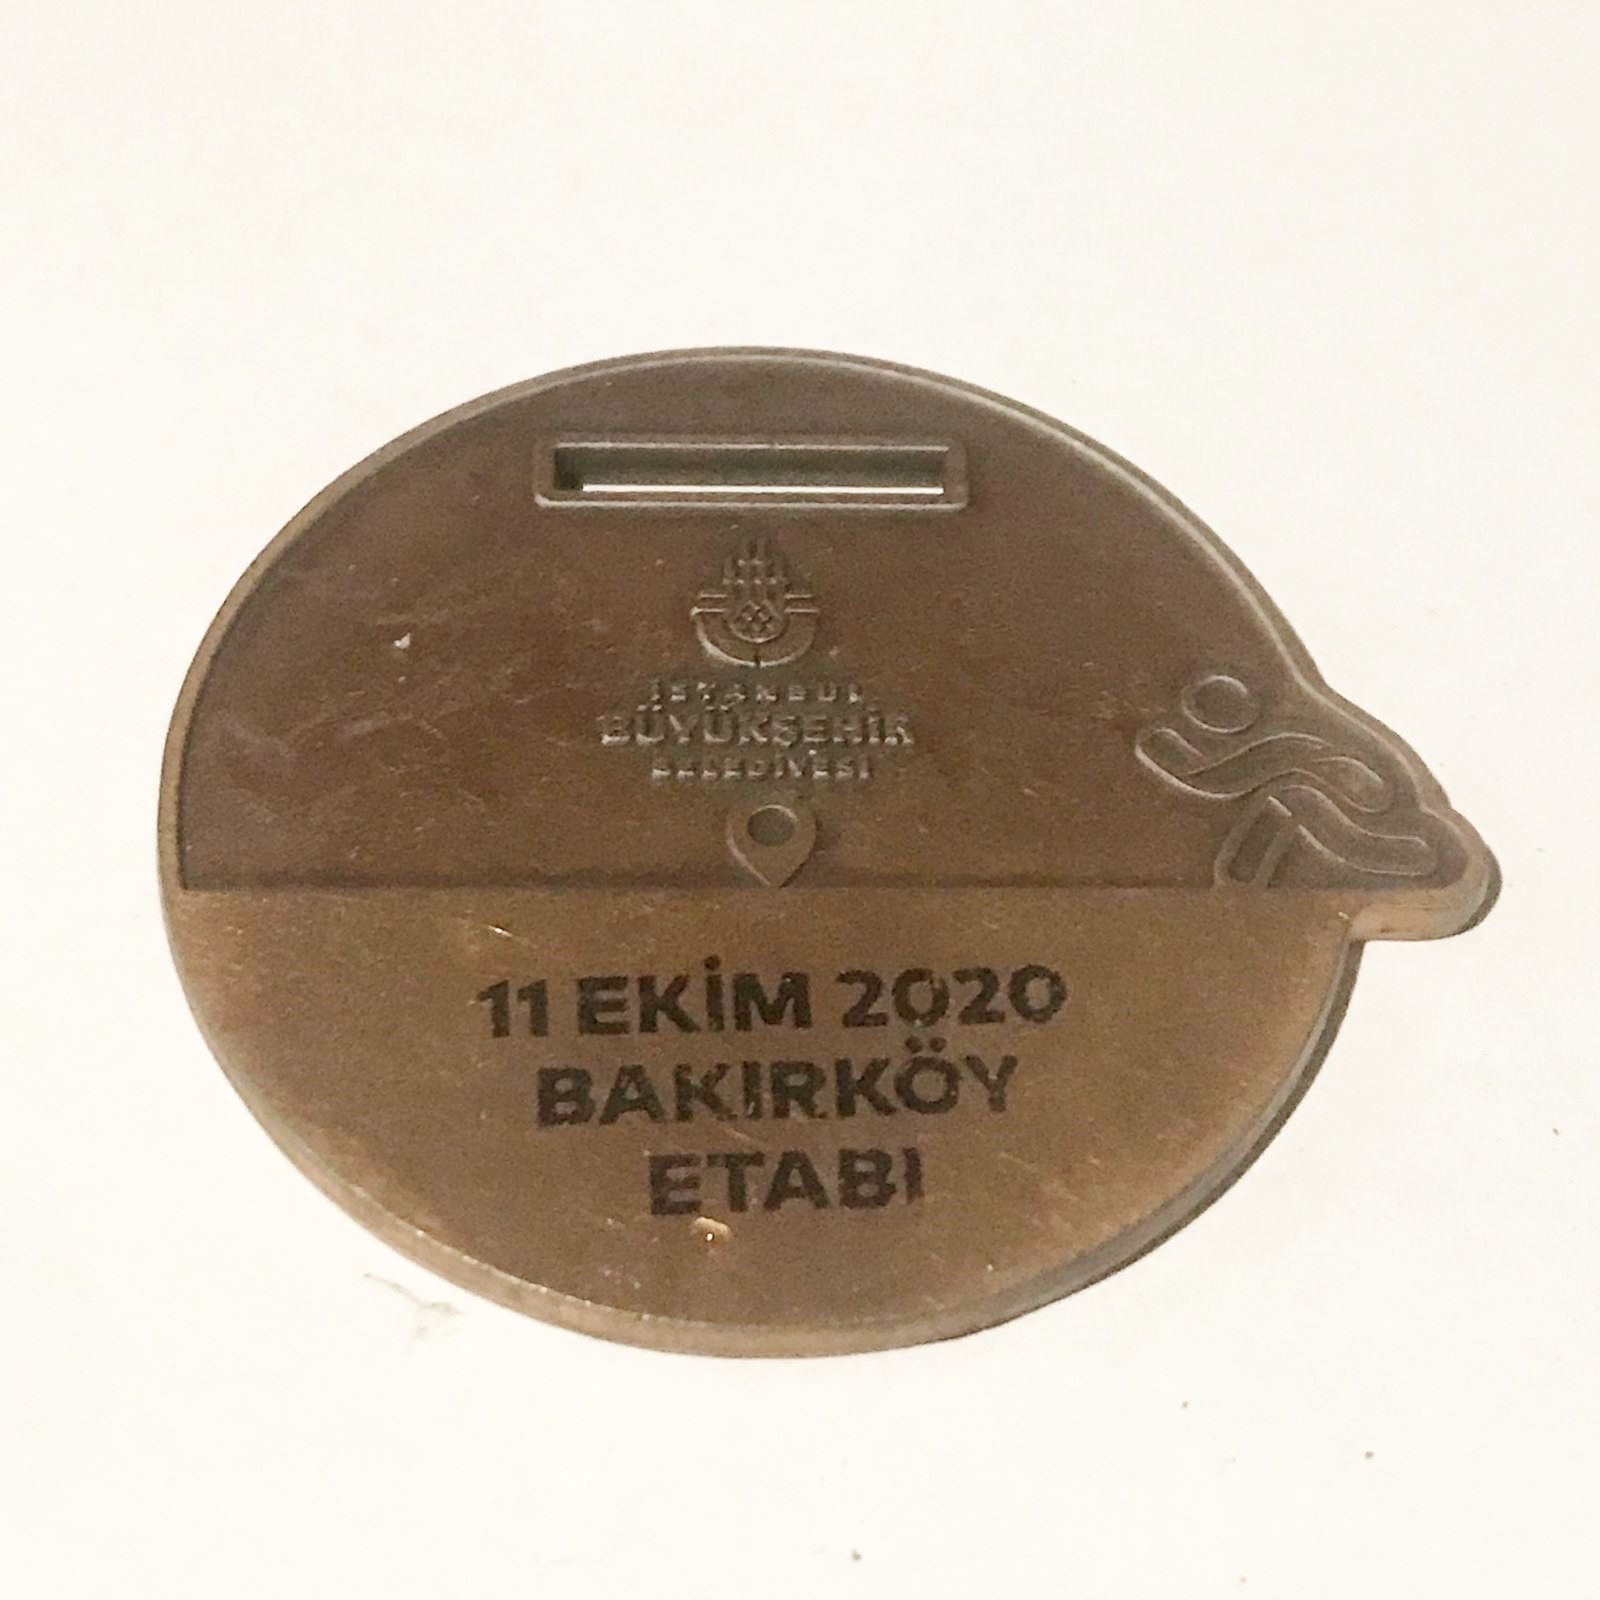 İSTANBUL
BÜYÜKŞEHİR
BELEDİYESİ
11 EKİM 2020
BAKIRKÖY
ETABI